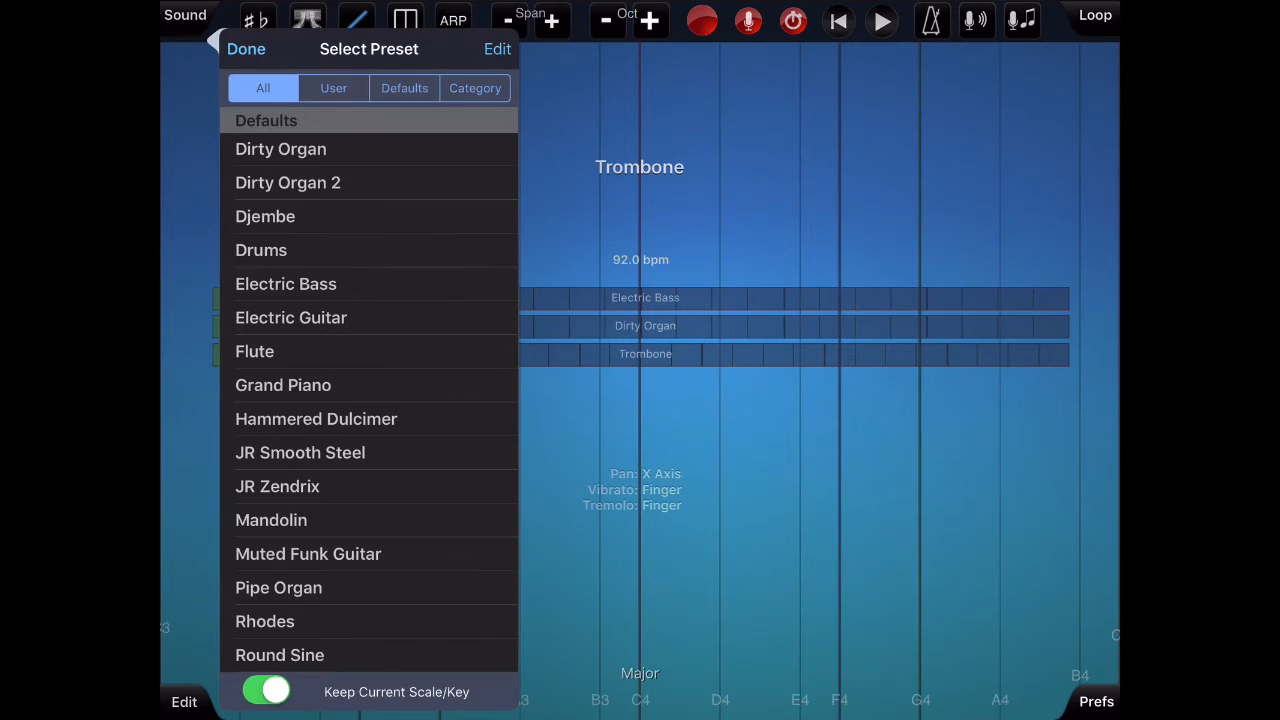 Sound
ARP
- Span +
- Oct +
Loop
Done
Select Preset
Edit
All
User
Defaults
Category
Defaults
Dirty Organ
Dirty Organ 2
Djembe
Drums
Electric Bass
Electric Guitar
Flute
Grand Piano
Hammered Dulcimer
JR Smooth Steel
JR Zendrix
Mandolin
Muted Funk Guitar
Pipe Organ
Rhodes
Round Sine
Keep Current Scale/Key
Trombone
92.0 bpm
Electric Bass
Dirty Organ
Trombone
Pan: X Axis
Vibrato: Finger
Tremolo: Finger
Major
B3
C4
D4
E4
F4
A4
B4
Edit
Prefs